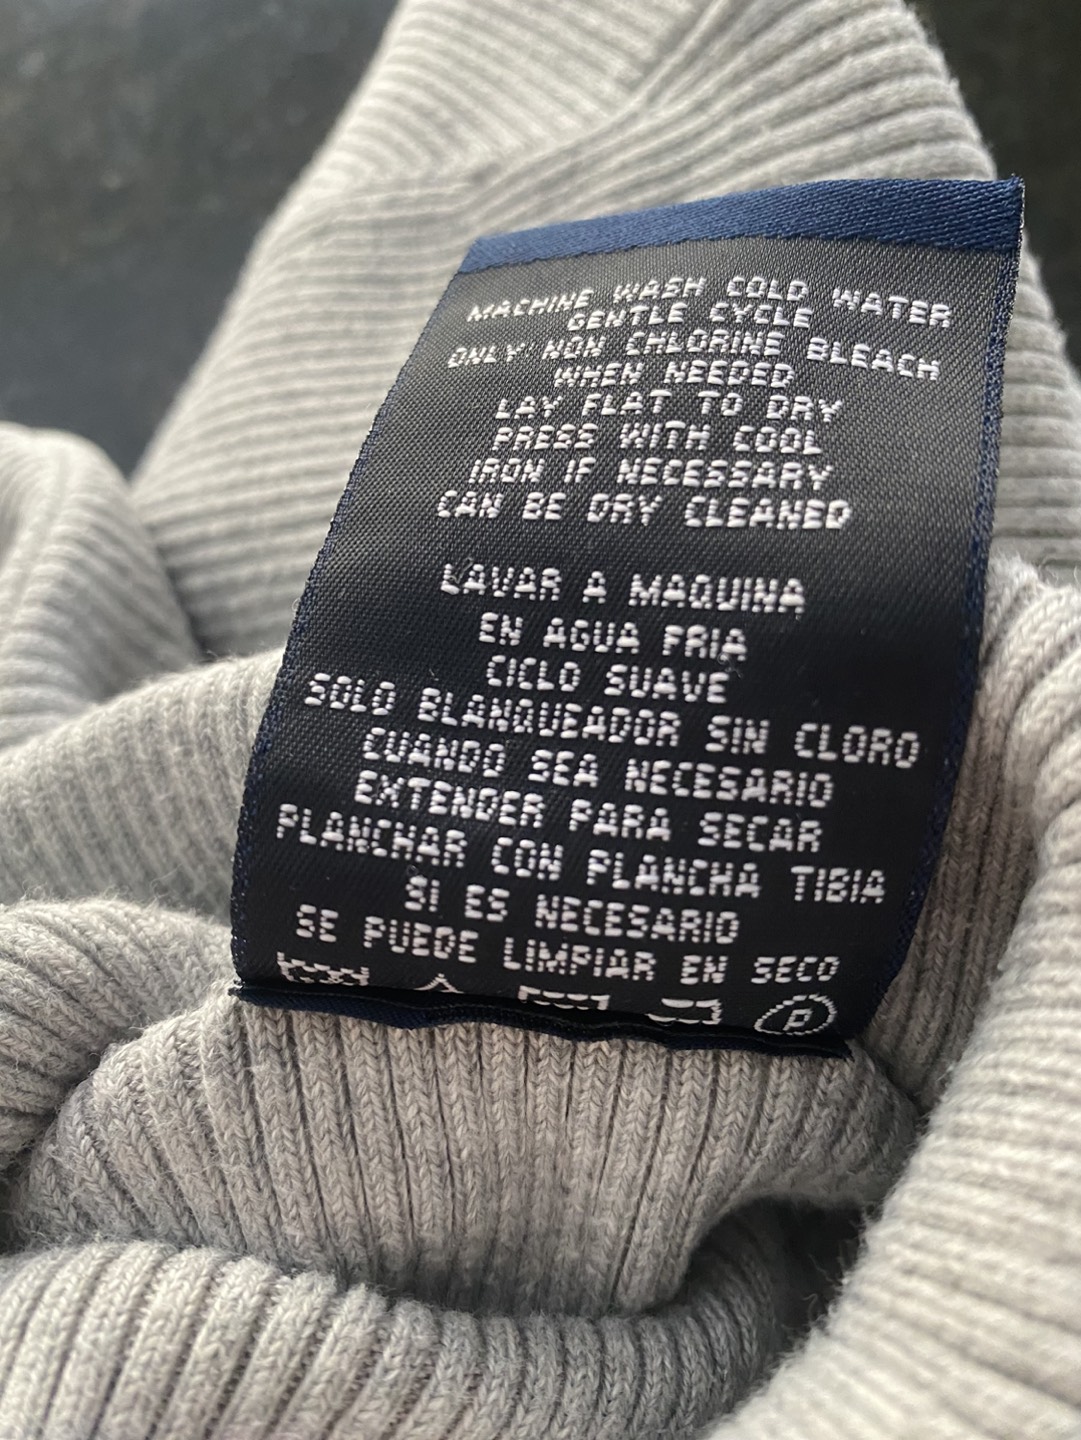 MACHINE WASH COLD WATER
GENTLE CYCLE
ONLY NON CHLORINE BLEACH
WHEN NEEDED
LAY FLAT TO DRY
PRESS WITH COOL
IRON IF NECESSARY
CAN BE DRY CLEANED
LAVAR A MAQUINA
EN AGUA FRIA
CICLO SUAVE
SOLO BLANQUEADOR SIN CLORO
CUANDO SEA NECESARIO
EXTENDER PARA SECAR
PLANCHAR CON PLANCHA TIBIA
SI ES NECESARIO
SE PUEDE LIMPIAR EN SECO
P